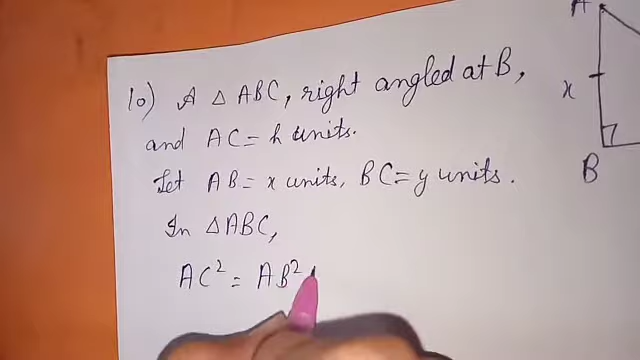 10) A △ ABC, right angled at B,
and AC = h units.
Let AB = x units, BC = y units.
In △ABC,
AC² = AB²
A
x
B